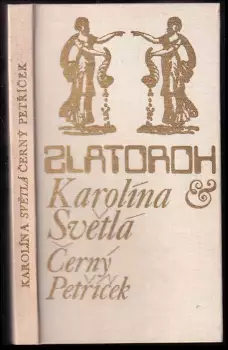 KAROLÍNA SVĚTLÁ ČERNÝ PETŘÍČEK
ZLATOROH
Karolína &
Světlá
Černý
Petříček